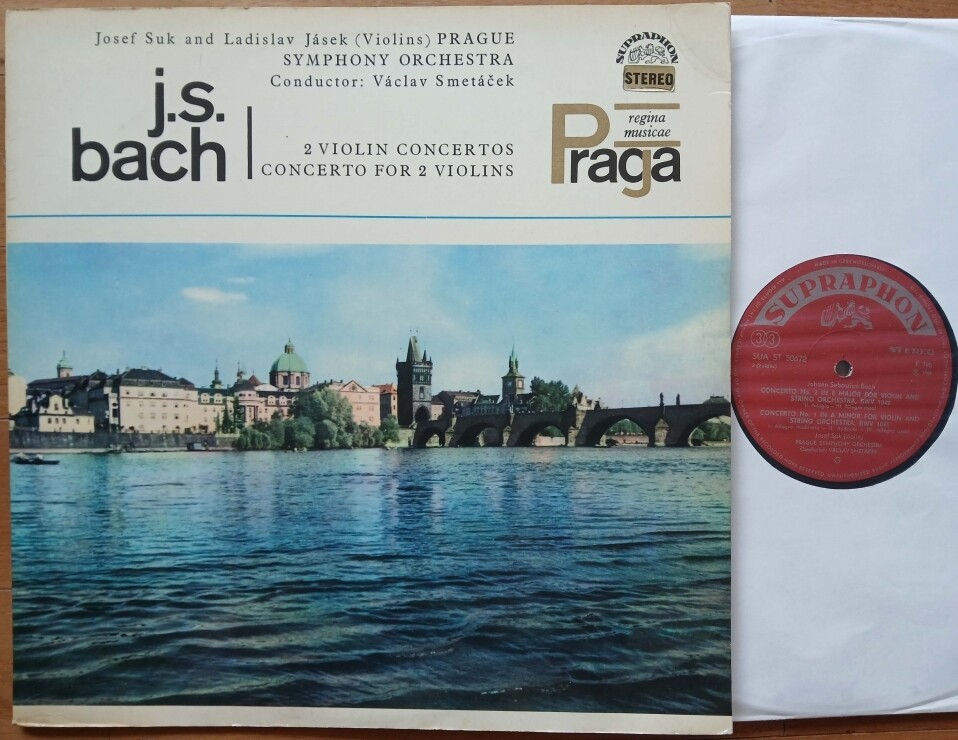 Josef Suk and Ladislav Jásek (Violins) PRAGUE
SYMPHONY ORCHESTRA
Conductor: Václav Smetáček
j.s.
bach
2 VIOLIN CONCERTOS
CONCERTO FOR 2 VIOLINS
SUPRAPHON
STEREO
regina
musicae
Praga
SUPRAPHON
33
STEREO
SUA ST 50662
Johann Sebastian Bach
CONCERTO No. 2 IN E MAJOR FOR VIOLIN AND
STRING ORCHESTRA, BWV 1042
CONCERTO No. 1 IN A MINOR FOR VIOLIN AND
STRING ORCHESTRA, BWV 1041
Josef Suk (violin)
PRAGUE SYMPHONY ORCHESTRA
Conductor: VÁCLAV SMETÁČEK